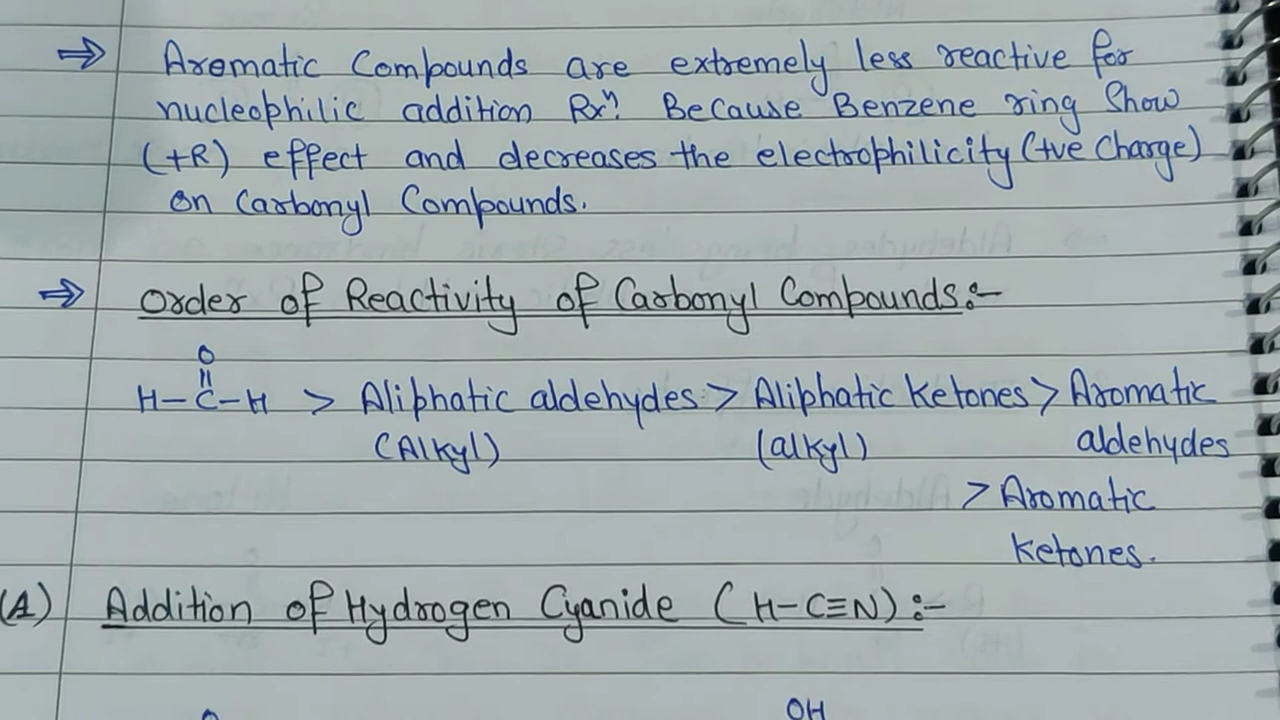 ⇒ Aromatic Compounds are extremely less reactive for
nucleophilic addition Rxⁿ. Because Benzene ring Show
(+R) effect and decreases the electrophilicity (+ve Charge)
on Carbonyl Compounds.
⇒ Order of Reactivity of Carbonyl Compounds:-
O
||
H-C-H > Aliphatic aldehydes > Aliphatic Ketones > Aromatic
(Alkyl) (alkyl) aldehydes
> Aromatic
Ketones.
(A) Addition of Hydrogen Cyanide (H-C≡N) :-
O OH